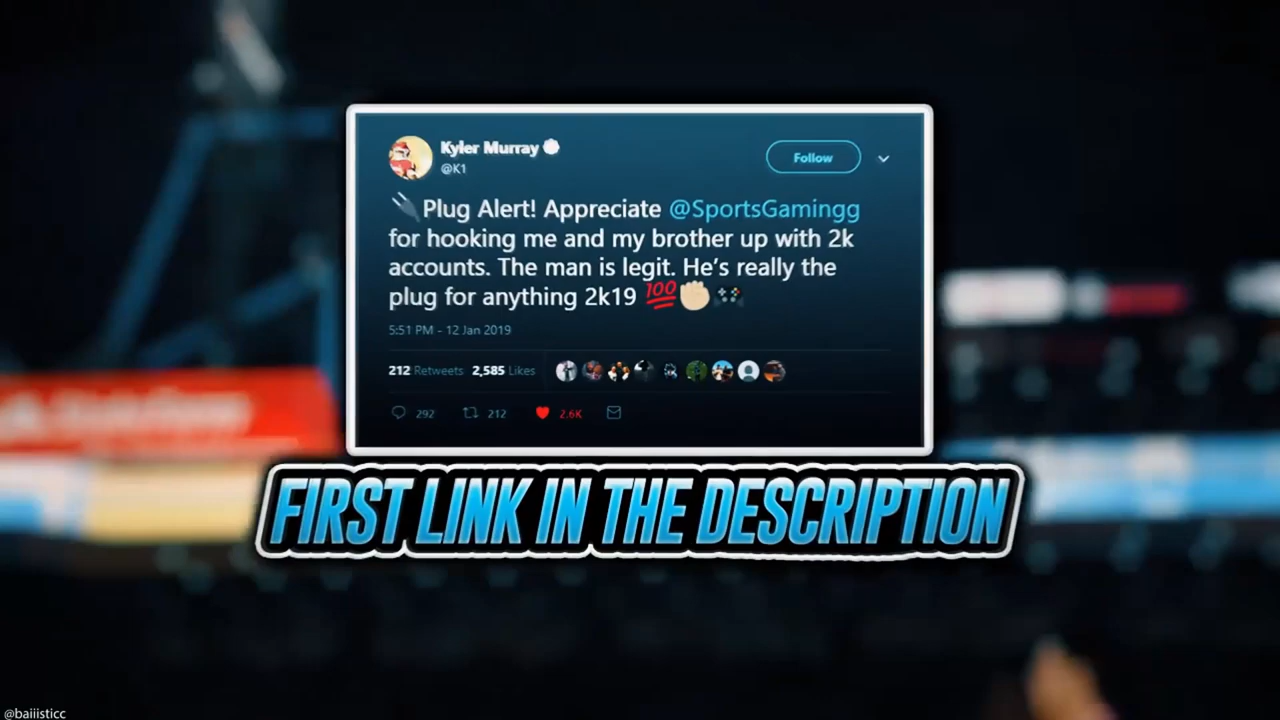 Kyler Murray
@K1
Follow
🔌Plug Alert! Appreciate @SportsGamingg
for hooking me and my brother up with 2k
accounts. The man is legit. He’s really the
plug for anything 2k19 💯✊🏼🎮
5:51 PM - 12 Jan 2019
212 Retweets 2,585 Likes
292 212 2.6K
FIRST LINK IN THE DESCRIPTION
@baiiisticc